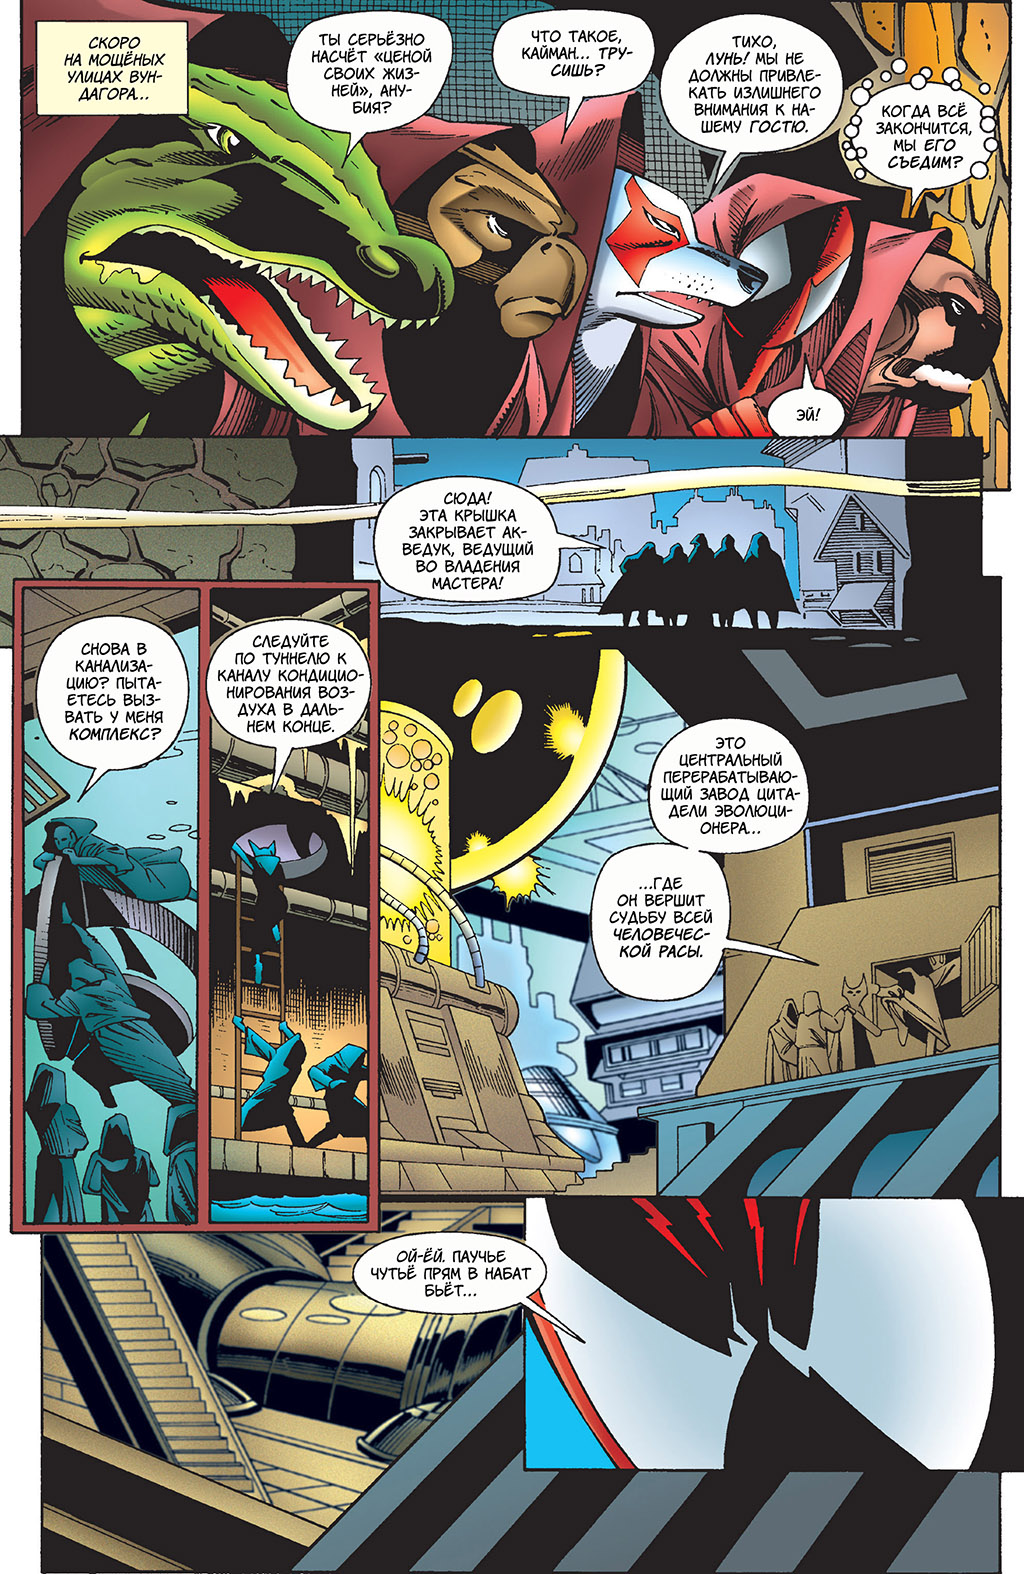 СКОРО
НА МОЩЁНЫХ
УЛИЦАХ ВУН-
ДАГОРА...
ТЫ СЕРЬЁЗНО
НАСЧЁТ «ЦЕНОЙ
СВОИХ ЖИЗ-
НЕЙ», АНУ-
БИЯ?
ЧТО ТАКОЕ,
КАЙМАН... ТРУ-
СИШЬ?
ТИХО,
ЛУНЬ! МЫ НЕ
ДОЛЖНЫ ПРИВЛЕ-
КАТЬ ИЗЛИШНЕГО
ВНИМАНИЯ К НА-
ШЕМУ ГОСТЮ.
КОГДА ВСЁ
ЗАКОНЧИТСЯ,
МЫ ЕГО
СЪЕДИМ?
ЭЙ!
СЮДА!
ЭТА КРЫШКА
ЗАКРЫВАЕТ АК-
ВЕДУК, ВЕДУЩИЙ
ВО ВЛАДЕНИЯ
МАСТЕРА!
СНОВА В
КАНАЛИЗА-
ЦИЮ? ПЫТА-
ЕТЕСЬ ВЫЗ-
ВАТЬ У МЕНЯ
КОМПЛЕКС?
СЛЕДУЙТЕ
ПО ТУННЕЛЮ К
КАНАЛУ КОНДИЦИО-
НИРОВАНИЯ ВОЗ-
ДУХА В ДАЛЬ-
НЕМ КОНЦЕ.
ЭТО
ЦЕНТРАЛЬНЫЙ
ПЕРЕРАБАТЫВАЮ-
ЩИЙ ЗАВОД ЦИТА-
ДЕЛИ ЭВОЛЮЦИ-
ОНЕРА...
...ГДЕ
ОН ВЕРШИТ
СУДЬБУ ВСЕЙ
ЧЕЛОВЕЧЕС-
КОЙ РАСЫ.
ОЙ-ЁЙ. ПАУЧЬЕ
ЧУТЬЁ ПРЯМ В НАБАТ
БЬЁТ...